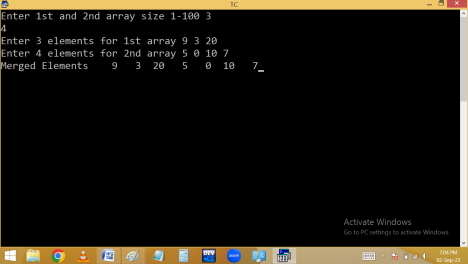 TC
Enter 1st and 2nd array size 1-100 3
4
Enter 3 elements for 1st array 9 3 20
Enter 4 elements for 2nd array 5 0 10 7
Merged Elements 9 3 20 5 0 10 7_
Activate Windows
Go to PC settings to activate Windows.
7:04 PM
02-Sep-23